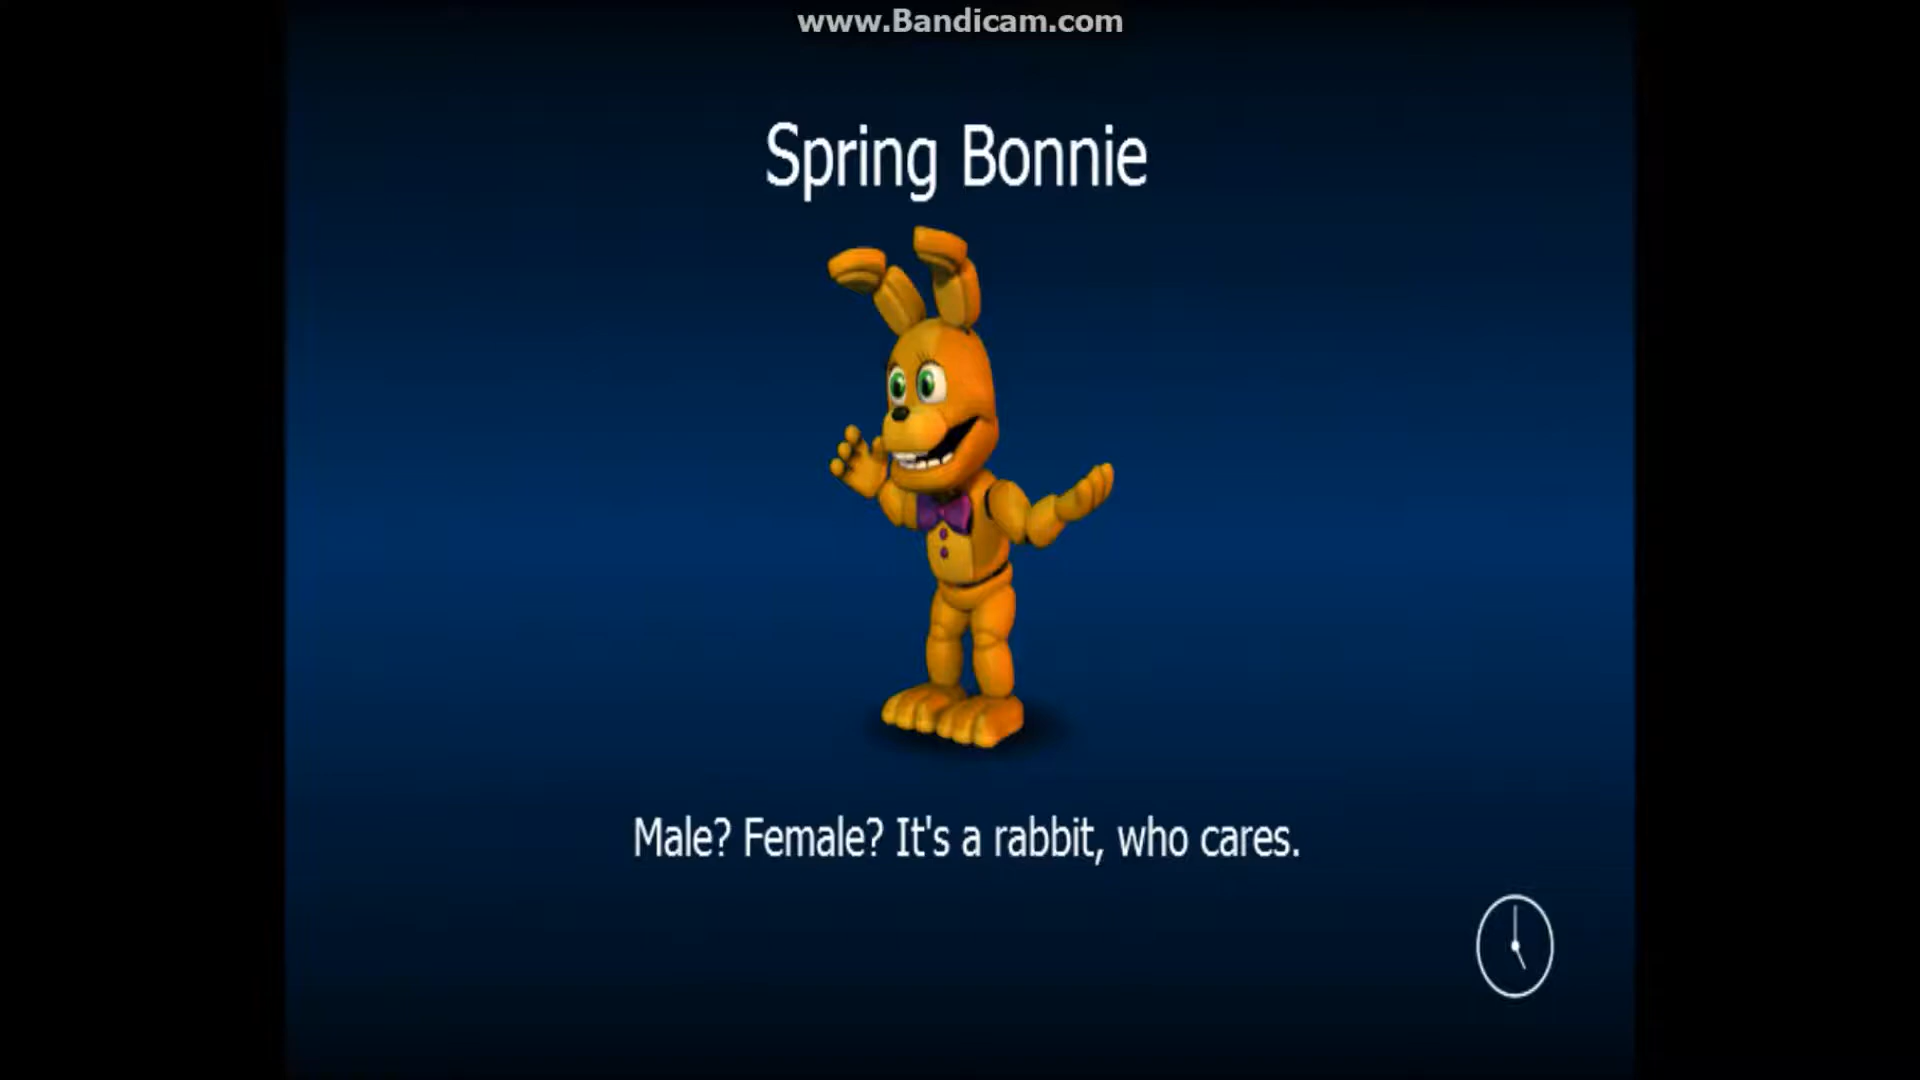 www.Bandicam.com
Spring Bonnie
Male? Female? It's a rabbit, who cares.